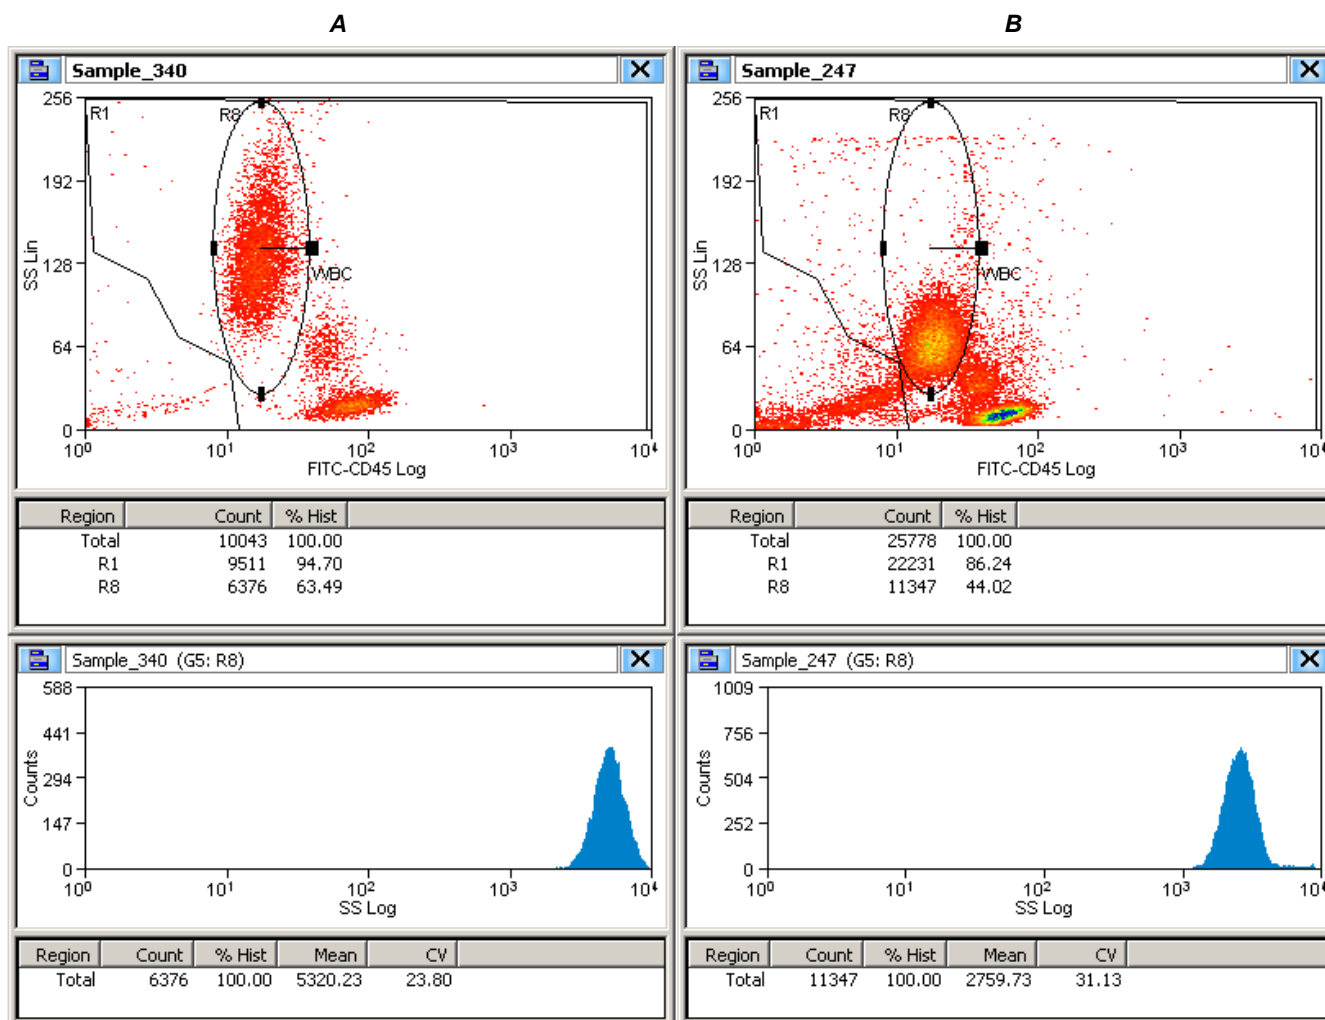 A
B
Sample_340
256
192
128
64
0
SS Lin
R1
R8
WBC
10⁰
10¹
10²
10³
10⁴
FITC-CD45 Log
Region Count % Hist
Total 10043 100.00
R1 9511 94.70
R8 6376 63.49
Sample_340 (G5: R8)
588
441
294
147
0
Counts
10⁰
10¹
10²
10³
10⁴
SS Log
Region Count % Hist Mean CV
Total 6376 100.00 5320.23 23.80
Sample_247
256
192
128
64
0
SS Lin
R1
R8
WBC
10⁰
10¹
10²
10³
10⁴
FITC-CD45 Log
Region Count % Hist
Total 25778 100.00
R1 22231 86.24
R8 11347 44.02
Sample_247 (G5: R8)
1009
756
504
252
0
Counts
10⁰
10¹
10²
10³
10⁴
SS Log
Region Count % Hist Mean CV
Total 11347 100.00 2759.73 31.13